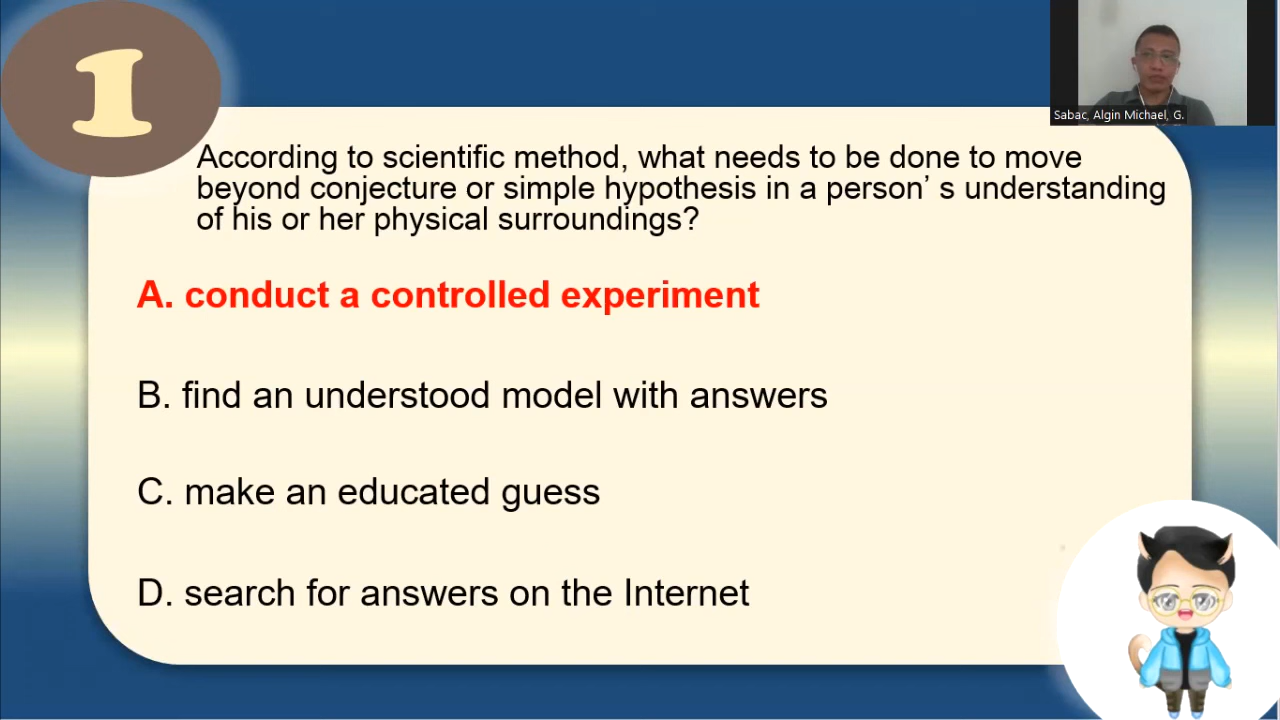 1
Sabac, Algin Michael, G.
According to scientific method, what needs to be done to move
beyond conjecture or simple hypothesis in a person’ s understanding
of his or her physical surroundings?
A. conduct a controlled experiment
B. find an understood model with answers
C. make an educated guess
D. search for answers on the Internet